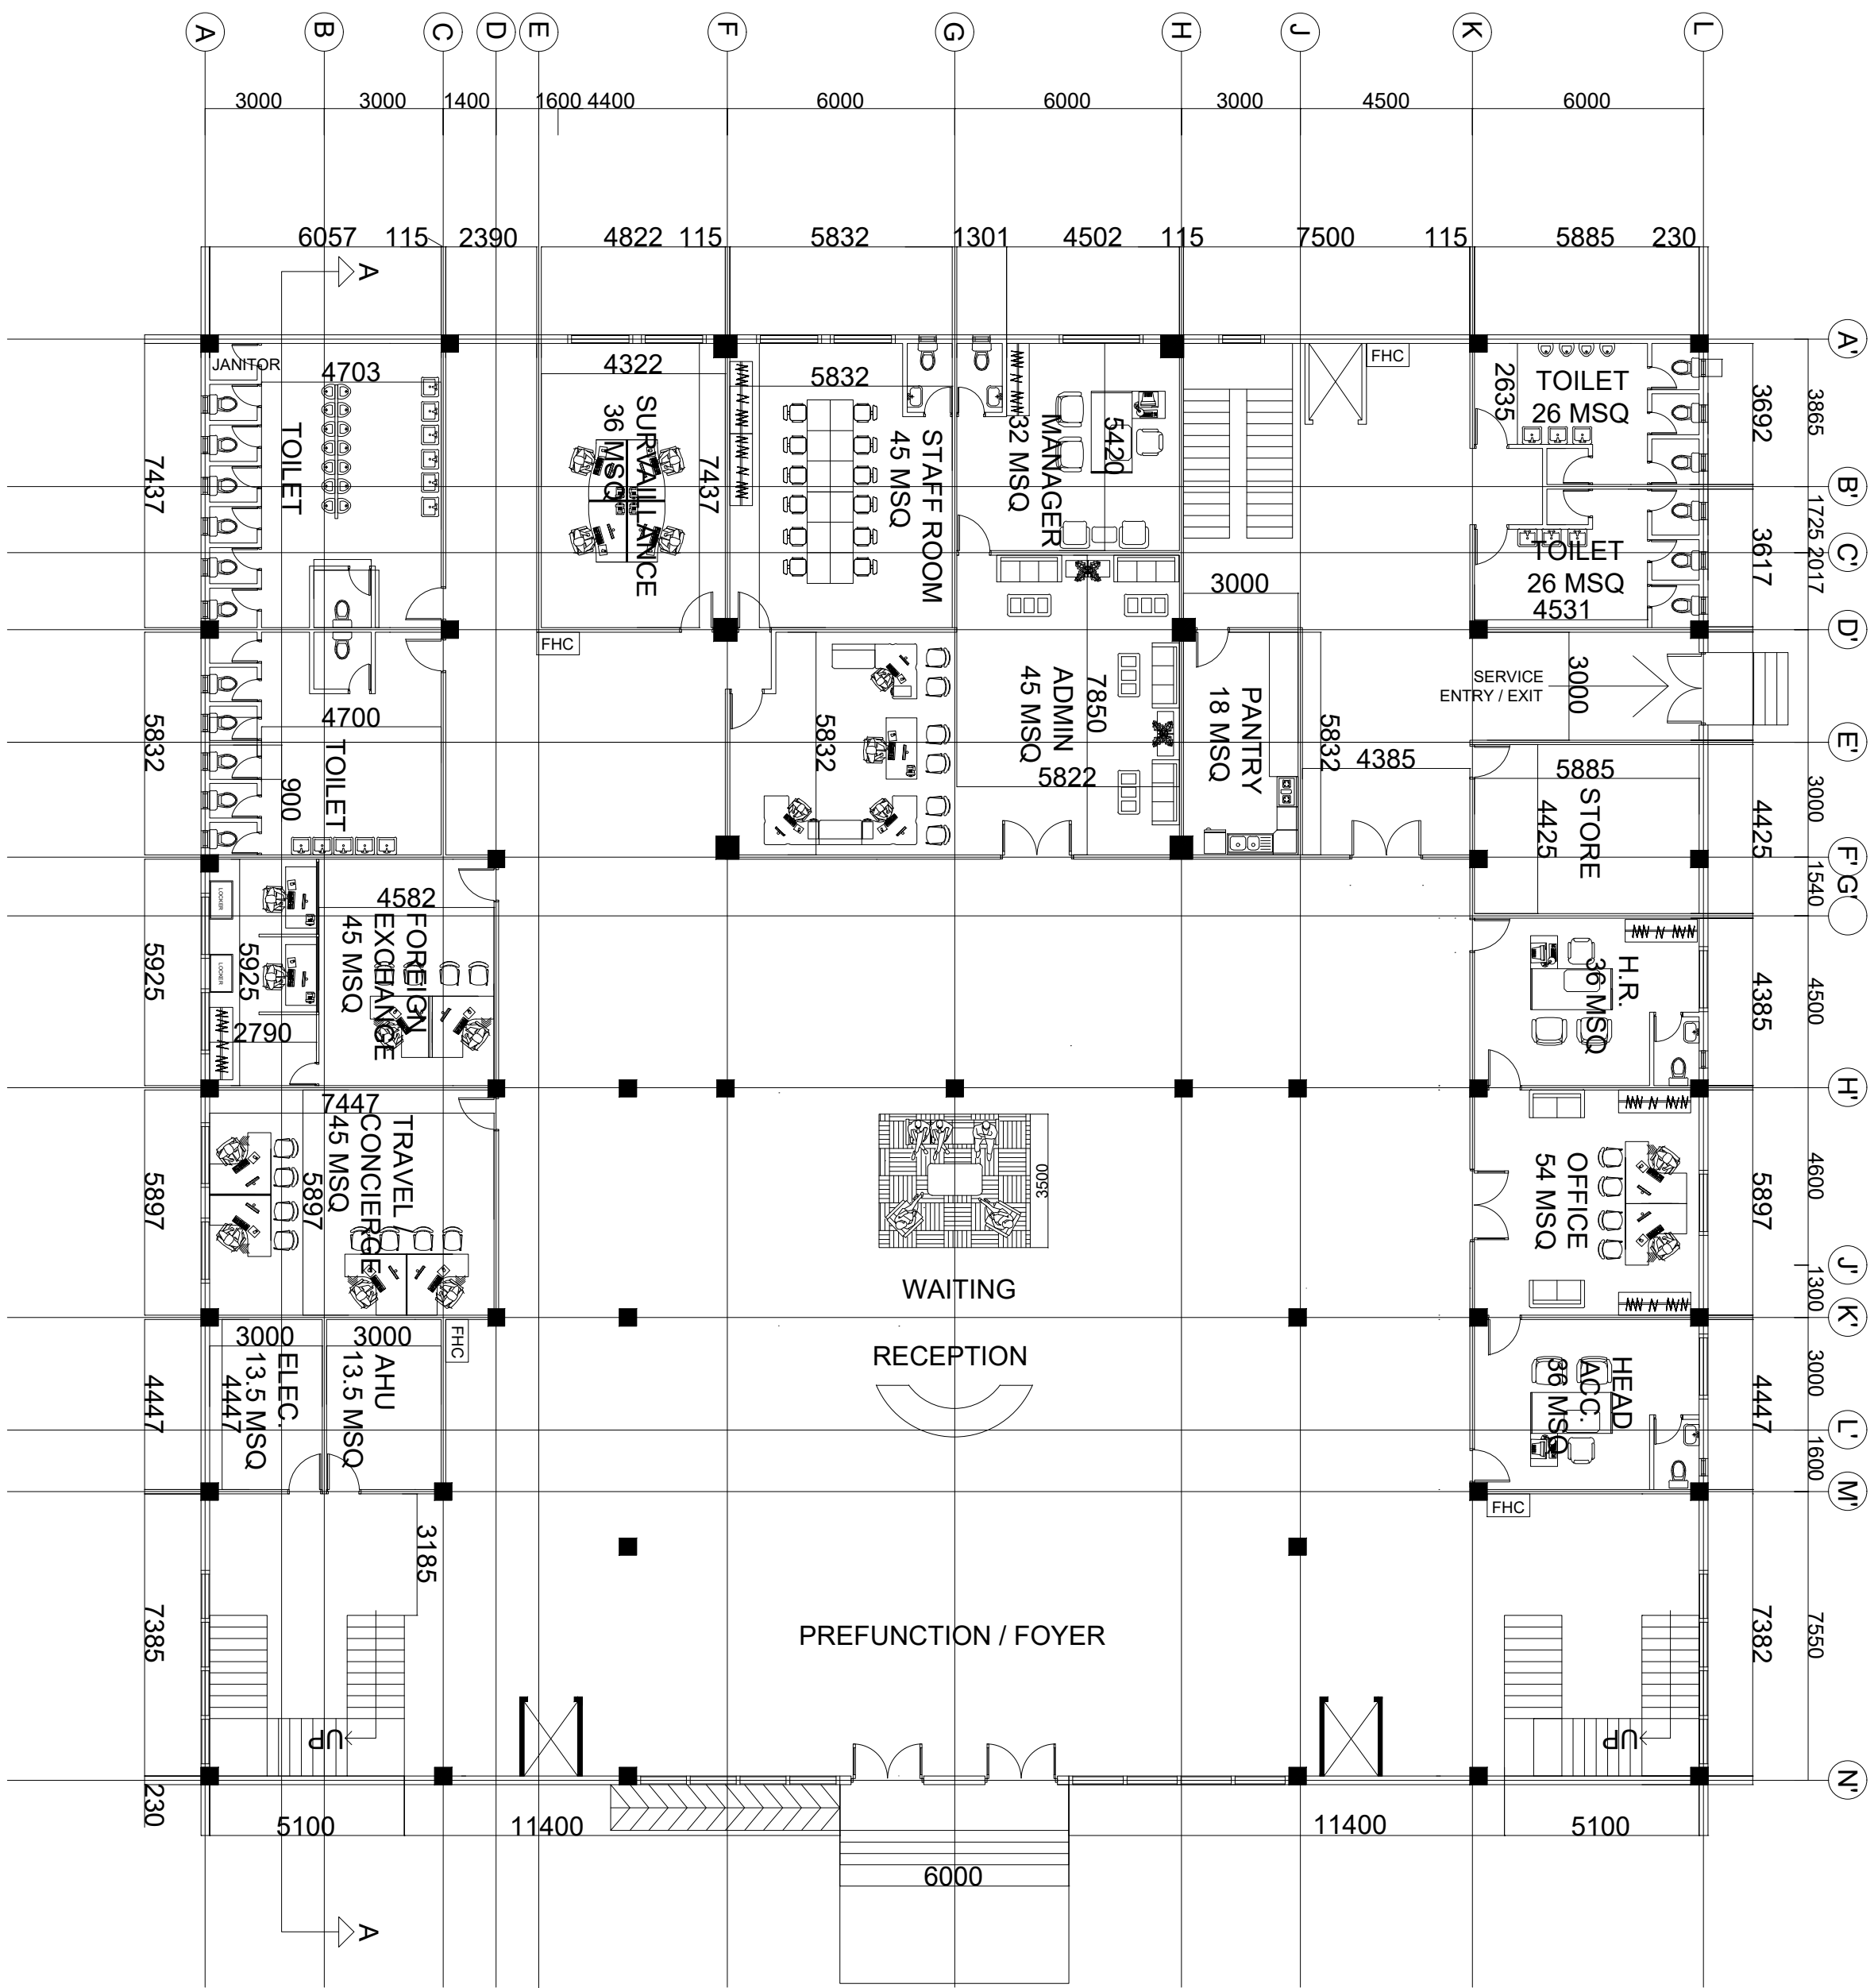 A
B
C
D
E
F
G
H
J
K
L
3000
3000
1400
1600
4400
6000
6000
3000
4500
6000
6057
115
2390
4822
115
5832
1301
4502
115
7500
115
5885
230
A
A'
B'
C'
D'
E'
F'
G'
H'
J'
K'
L'
M'
N'
3865
1725
2017
3000
1540
4500
4600
1300
3000
1600
7550
3692
3617
4425
4385
5897
4447
7382
7437
5832
5925
5897
4447
7385
230
JANITOR
4703
TOILET
4322
SURVAILLANCE
36 MSQ
7437
5832
STAFF ROOM
45 MSQ
MANAGER
32 MSQ
5420
FHC
2635
TOILET
26 MSQ
TOILET
26 MSQ
4531
3000
FHC
4700
TOILET
900
5832
7850
ADMIN
45 MSQ
5822
PANTRY
18 MSQ
5832
4385
SERVICE
ENTRY / EXIT
3000
5885
STORE
4425
LOCKER
LOCKER
4582
FOREIGN
EXCHANGE
45 MSQ
5925
2790
H.R.
36 MSQ
7447
TRAVEL
CONCIERGE
45 MSQ
5897
3500
WAITING
OFFICE
54 MSQ
RECEPTION
3000
3000
FHC
ELEC.
13.5 MSQ
4447
AHU
13.5 MSQ
HEAD
ACC.
36 MSQ
FHC
3185
PREFUNCTION / FOYER
UP
UP
5100
11400
6000
11400
5100
A